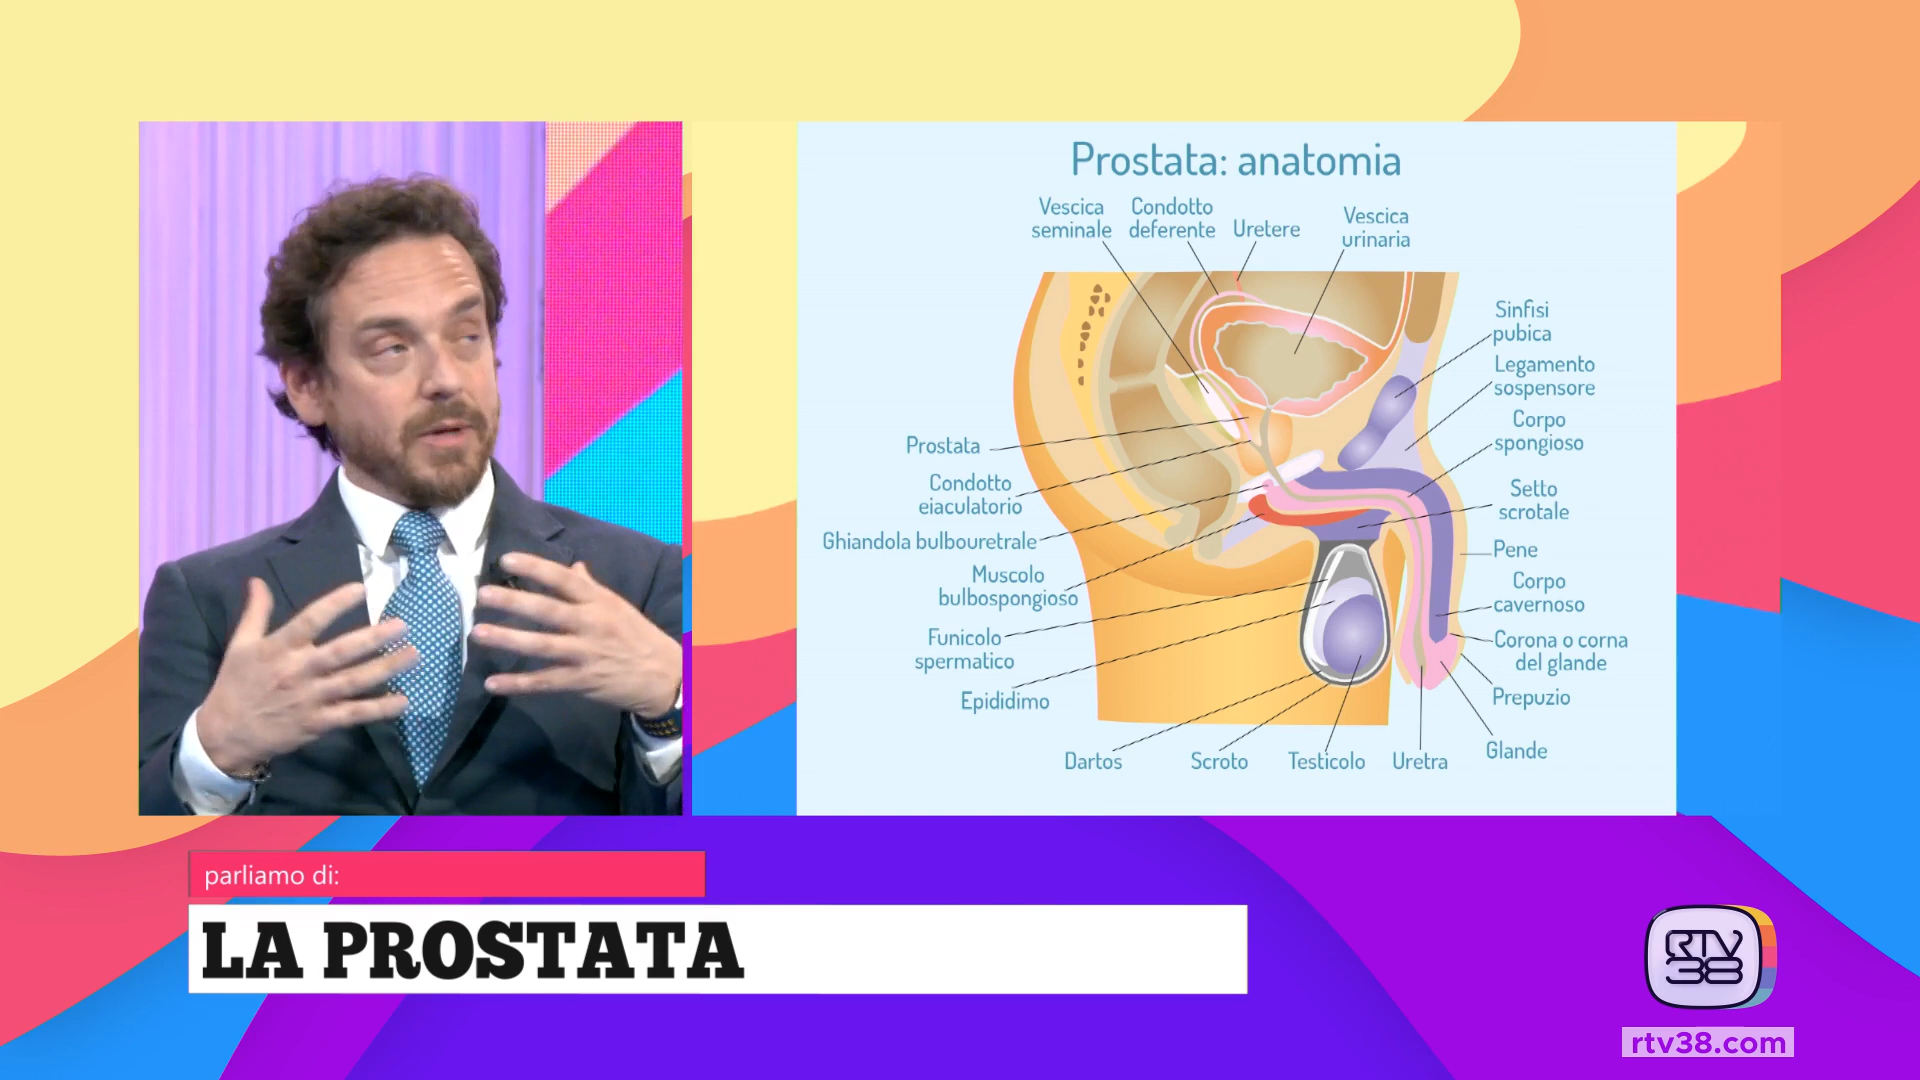 Prostata: anatomia
Vescica
seminale
Condotto
deferente
Uretere
Vescica
urinaria
Sinfisi
pubica
Legamento
sospensore
Corpo
spongioso
Setto
scrotale
Pene
Corpo
cavernoso
Corona o corna
del glande
Prepuzio
Glande
Prostata
Condotto
eiaculatorio
Ghiandola bulbouretrale
Muscolo
bulbospongioso
Funicolo
spermatico
Epididimo
Dartos
Scroto
Testicolo
Uretra
parliamo di:
LA PROSTATA
RTV
38
rtv38.com